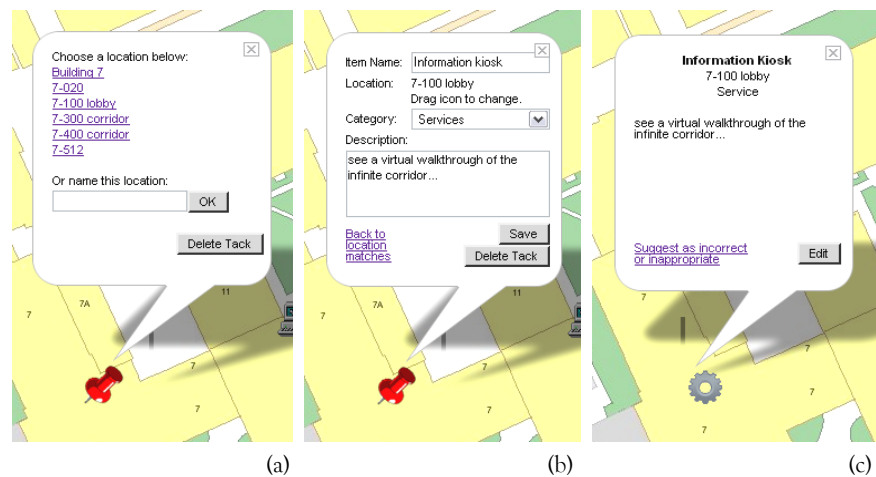 Choose a location below:
Building 7
7-020
7-100 lobby
7-300 corridor
7-400 corridor
7-512
Or name this location:
OK
Delete Tack
7A
11
7
7
7
(a)
Item Name: Information kiosk
Location: 7-100 lobby
Drag icon to change.
Category: Services
Description:
see a virtual walkthrough of the
infinite corridor...
Back to
location
matches
Save
Delete Tack
7A
11
7
7
7
(b)
Information Kiosk
7-100 lobby
Service
see a virtual walkthrough of the
infinite corridor...
Suggest as incorrect
or inappropriate
Edit
7
7
7
(c)